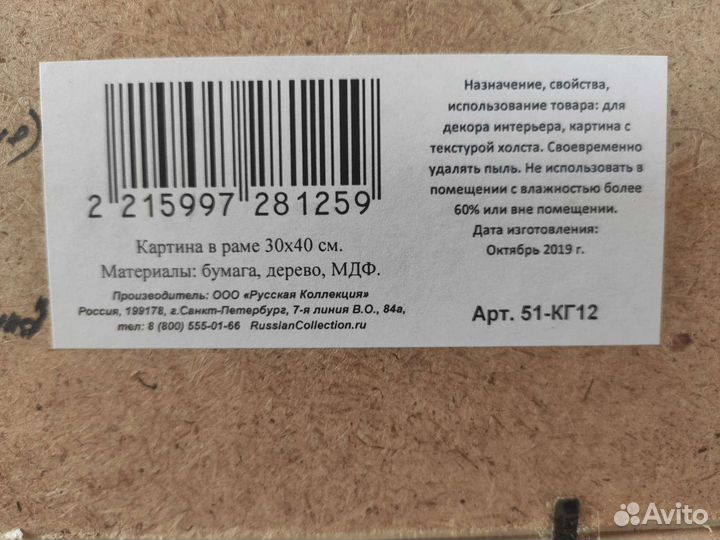 2 215997 281259
Картина в раме 30х40 см.
Материалы: бумага, дерево, МДФ.
Производитель: ООО «Русская Коллекция»
Россия, 199178, г.Санкт-Петербург, 7-я линия В.О., 84а,
тел: 8 (800) 555-01-66 RussianCollection.ru
Назначение, свойства,
использование товара: для
декора интерьера, картина с
текстурой холста. Своевременно
удалять пыль. Не использовать в
помещении с влажностью более
60% или вне помещении.
Дата изготовления:
Октябрь 2019 г.
Арт. 51-КГ12
Avito